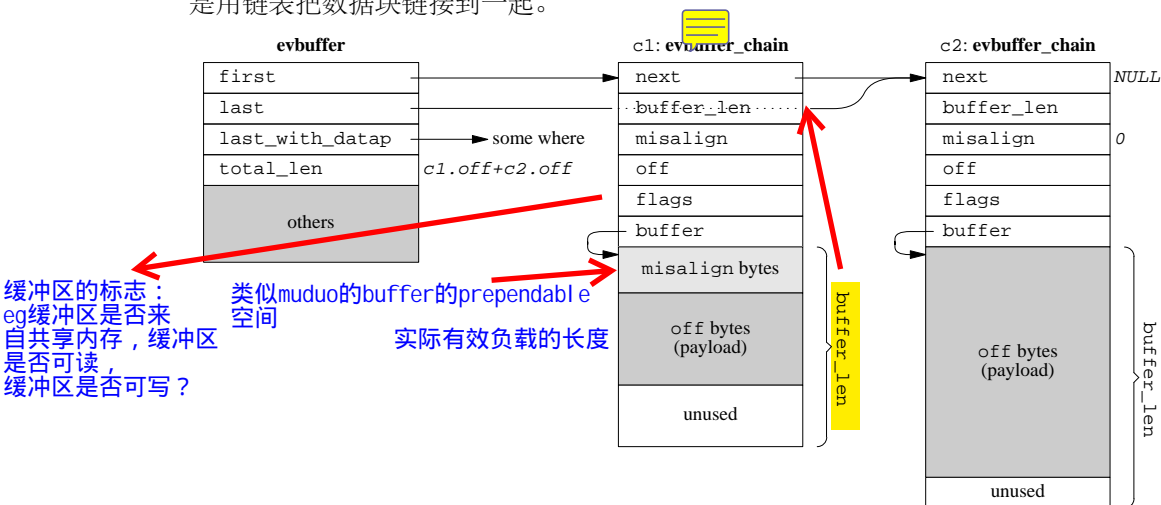 是用链表把数据块链接到一起。
evbuffer
first
last
last_with_datap
some where
total_len
c1.off+c2.off
others
c1: evbuffer_chain
next
buffer_len
misalign
off
flags
buffer
misalign bytes
off bytes
(payload)
unused
buffer_len
c2: evbuffer_chain
next
NULL
buffer_len
misalign
0
off
flags
buffer
off bytes
(payload)
unused
buffer_len
缓冲区的标志：
eg缓冲区是否来
自共享内存，缓冲区
是否可读，
缓冲区是否可写？
类似muduo的buffer的prependable
空间
实际有效负载的长度